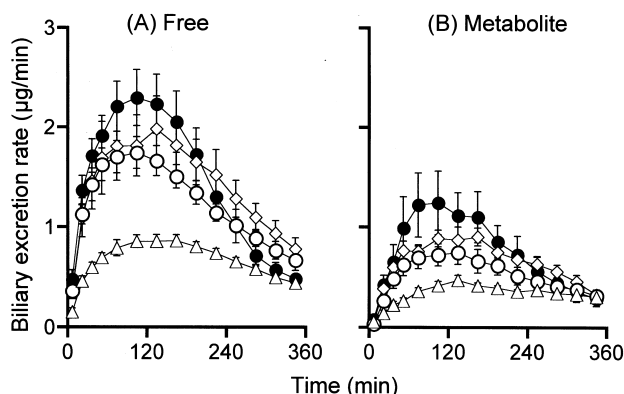 (A) Free
(B) Metabolite
Biliary excretion rate (µg/min)
3
2
1
0
0 120 240 360
0 120 240 360
Time (min)